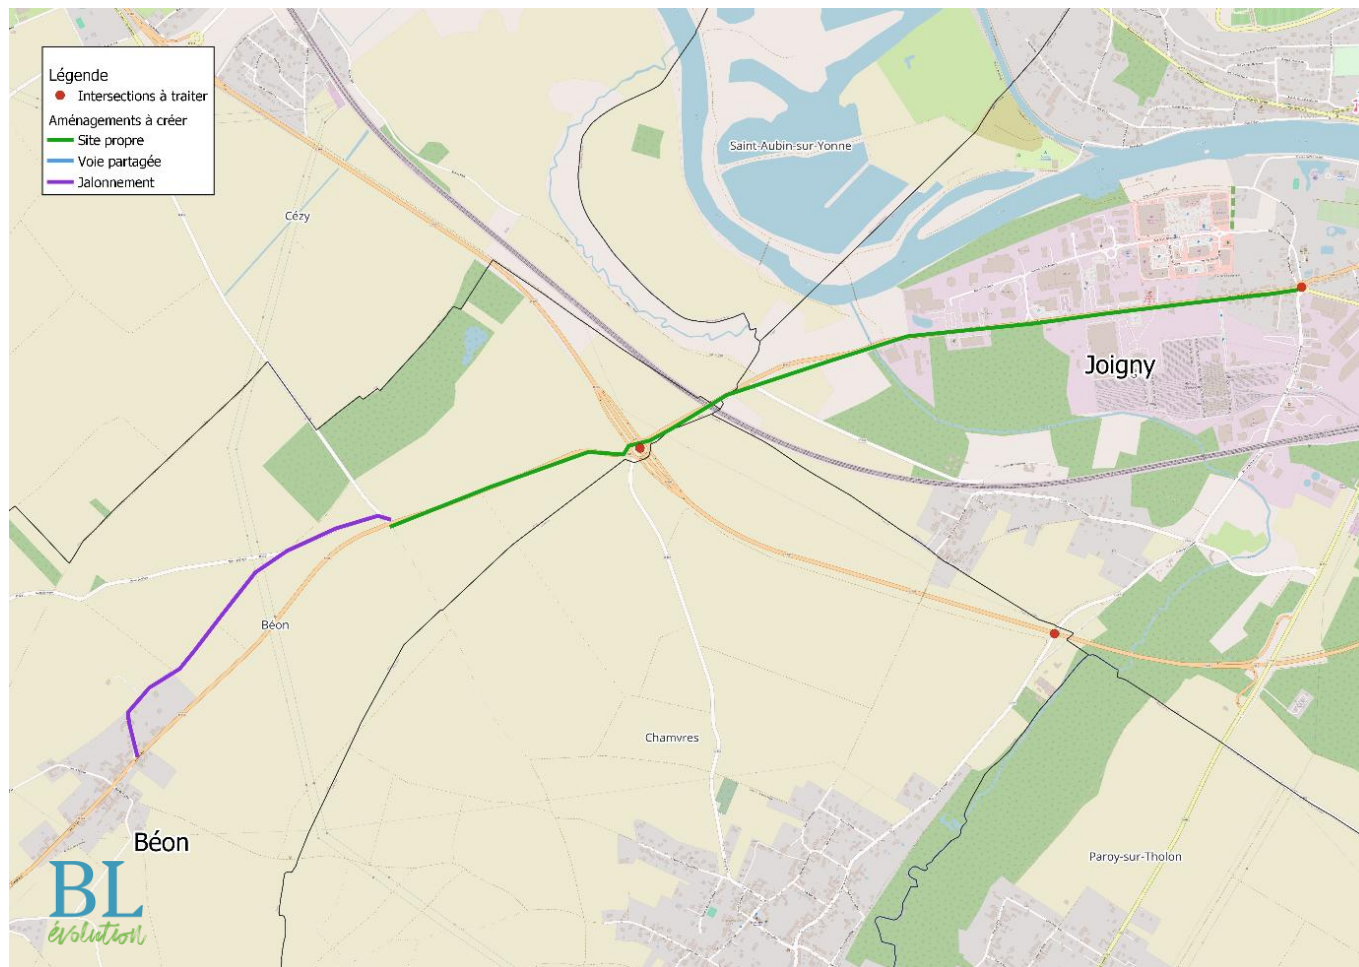 Légende
Intersections à traiter
Aménagements à créer
Site propre
Voie partagée
Jalonnement
Saint-Aubin-sur-Yonne
Cézy
Joigny
Béon
Chamvres
Béon
Paroy-sur-Tholon
BL
évolution